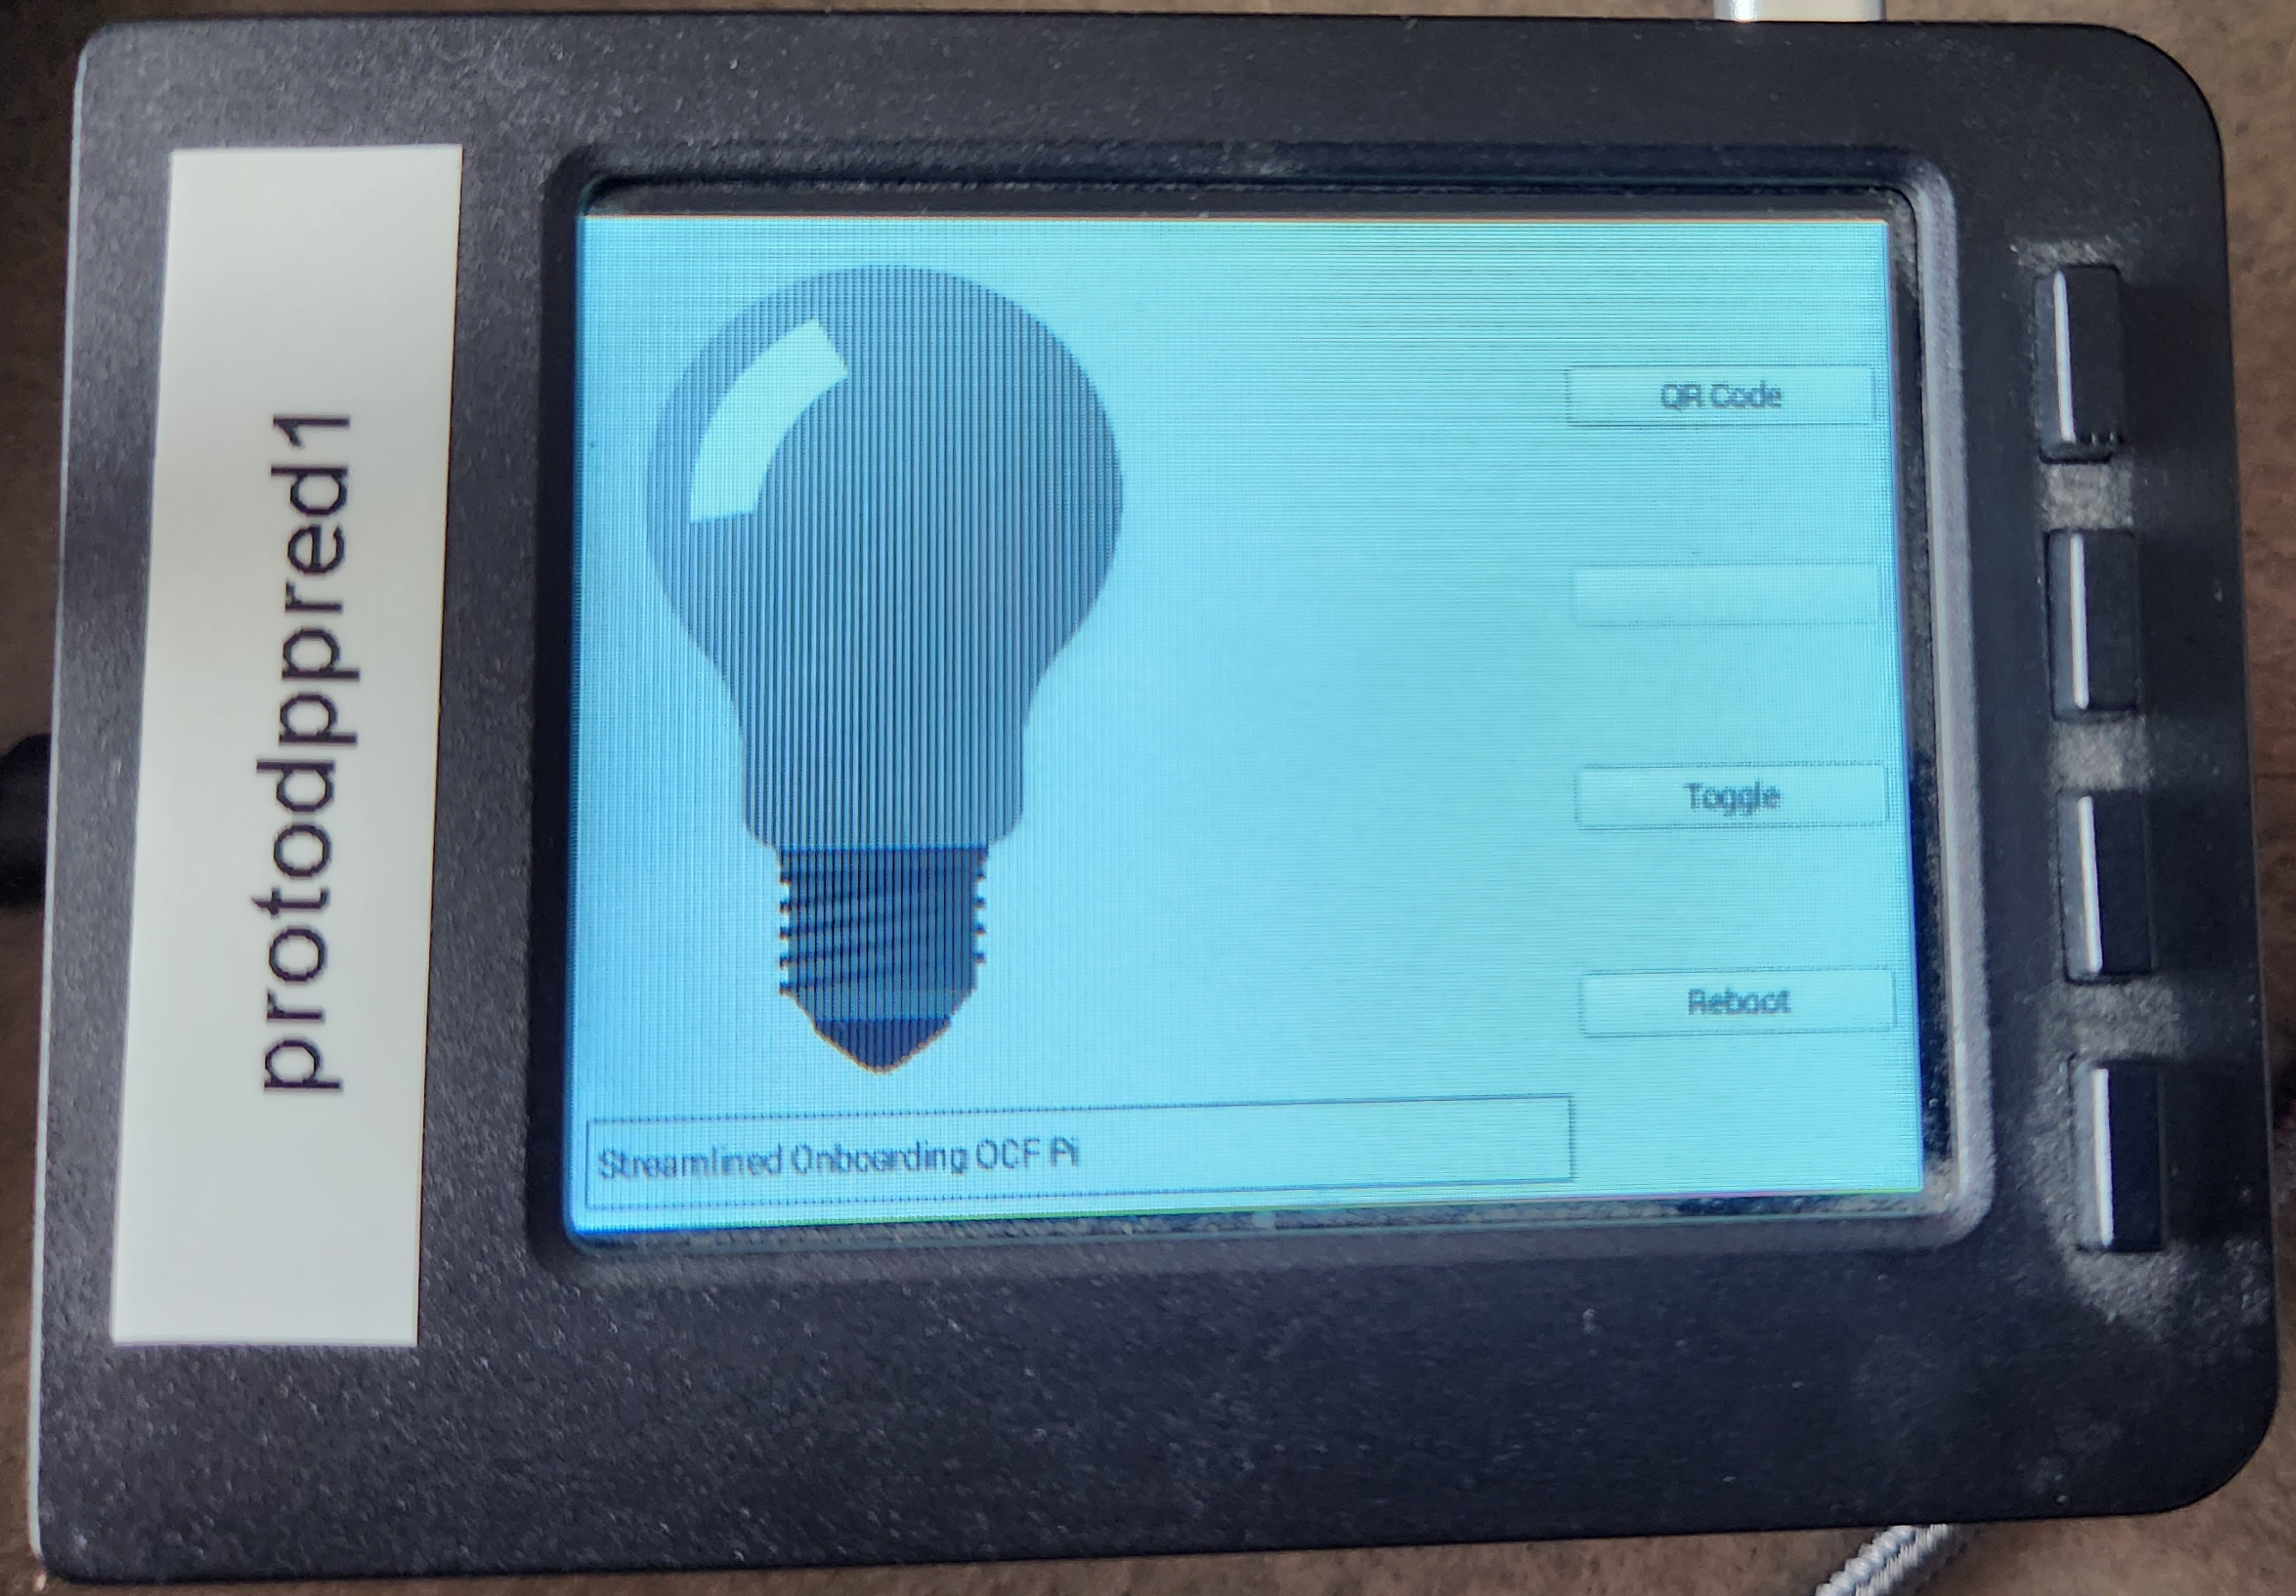 protodppred1
QR Code
Toggle
Reboot
Streamlined Onboarding OCF Pi